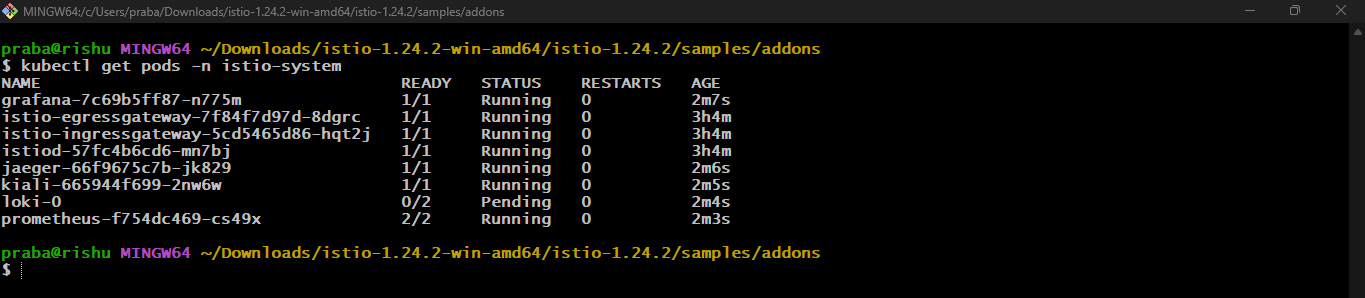 MINGW64:/c/Users/praba/Downloads/istio-1.24.2-win-amd64/istio-1.24.2/samples/addons
praba@rishu MINGW64 ~/Downloads/istio-1.24.2-win-amd64/istio-1.24.2/samples/addons
$ kubectl get pods -n istio-system
NAME READY STATUS RESTARTS AGE
grafana-7c69b5ff87-n775m 1/1 Running 0 2m7s
istio-egressgateway-7f84f7d97d-8dgrc 1/1 Running 0 3h4m
istio-ingressgateway-5cd5465d86-hqt2j 1/1 Running 0 3h4m
istiod-57fc4b6cd6-mn7bj 1/1 Running 0 3h4m
jaeger-66f9675c7b-jk829 1/1 Running 0 2m6s
kiali-665944f699-2nw6w 1/1 Running 0 2m5s
loki-0 0/2 Pending 0 2m4s
prometheus-f754dc469-cs49x 2/2 Running 0 2m3s
praba@rishu MINGW64 ~/Downloads/istio-1.24.2-win-amd64/istio-1.24.2/samples/addons
$